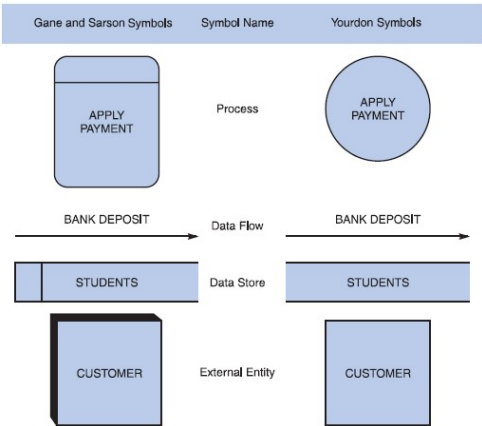 Gane and Sarson Symbols Symbol Name Yourdon Symbols
APPLY
PAYMENT
Process
APPLY
PAYMENT
BANK DEPOSIT
Data Flow
BANK DEPOSIT
STUDENTS
Data Store
STUDENTS
CUSTOMER
External Entity
CUSTOMER